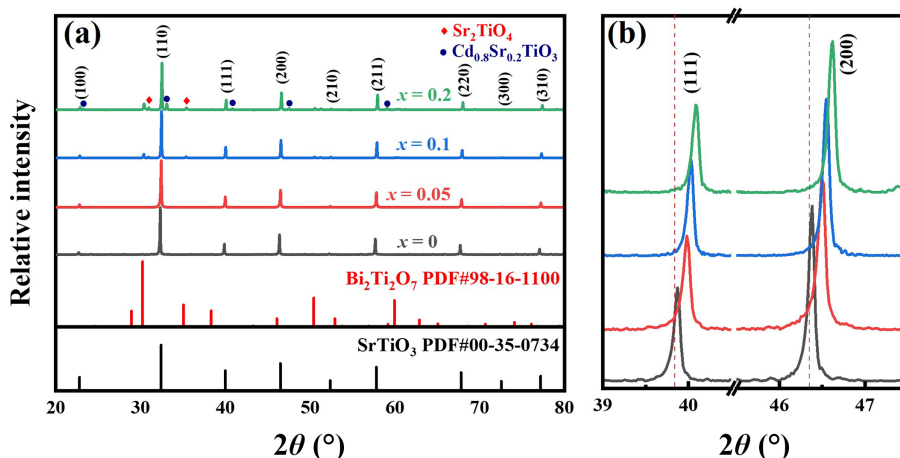 (a)
Sr₂TiO₄
Cd₀.₈Sr₀.₂TiO₃
(100)
(110)
(111)
(200)
(210)
(211)
(220)
(300)
(310)
x = 0.2
x = 0.1
x = 0.05
x = 0
Bi₂Ti₂O₇ PDF#98-16-1100
SrTiO₃ PDF#00-35-0734
20 30 40 50 60 70 80
2θ (°)
Relative intensity
(b)
(111)
(200)
39 40 46 47
2θ (°)